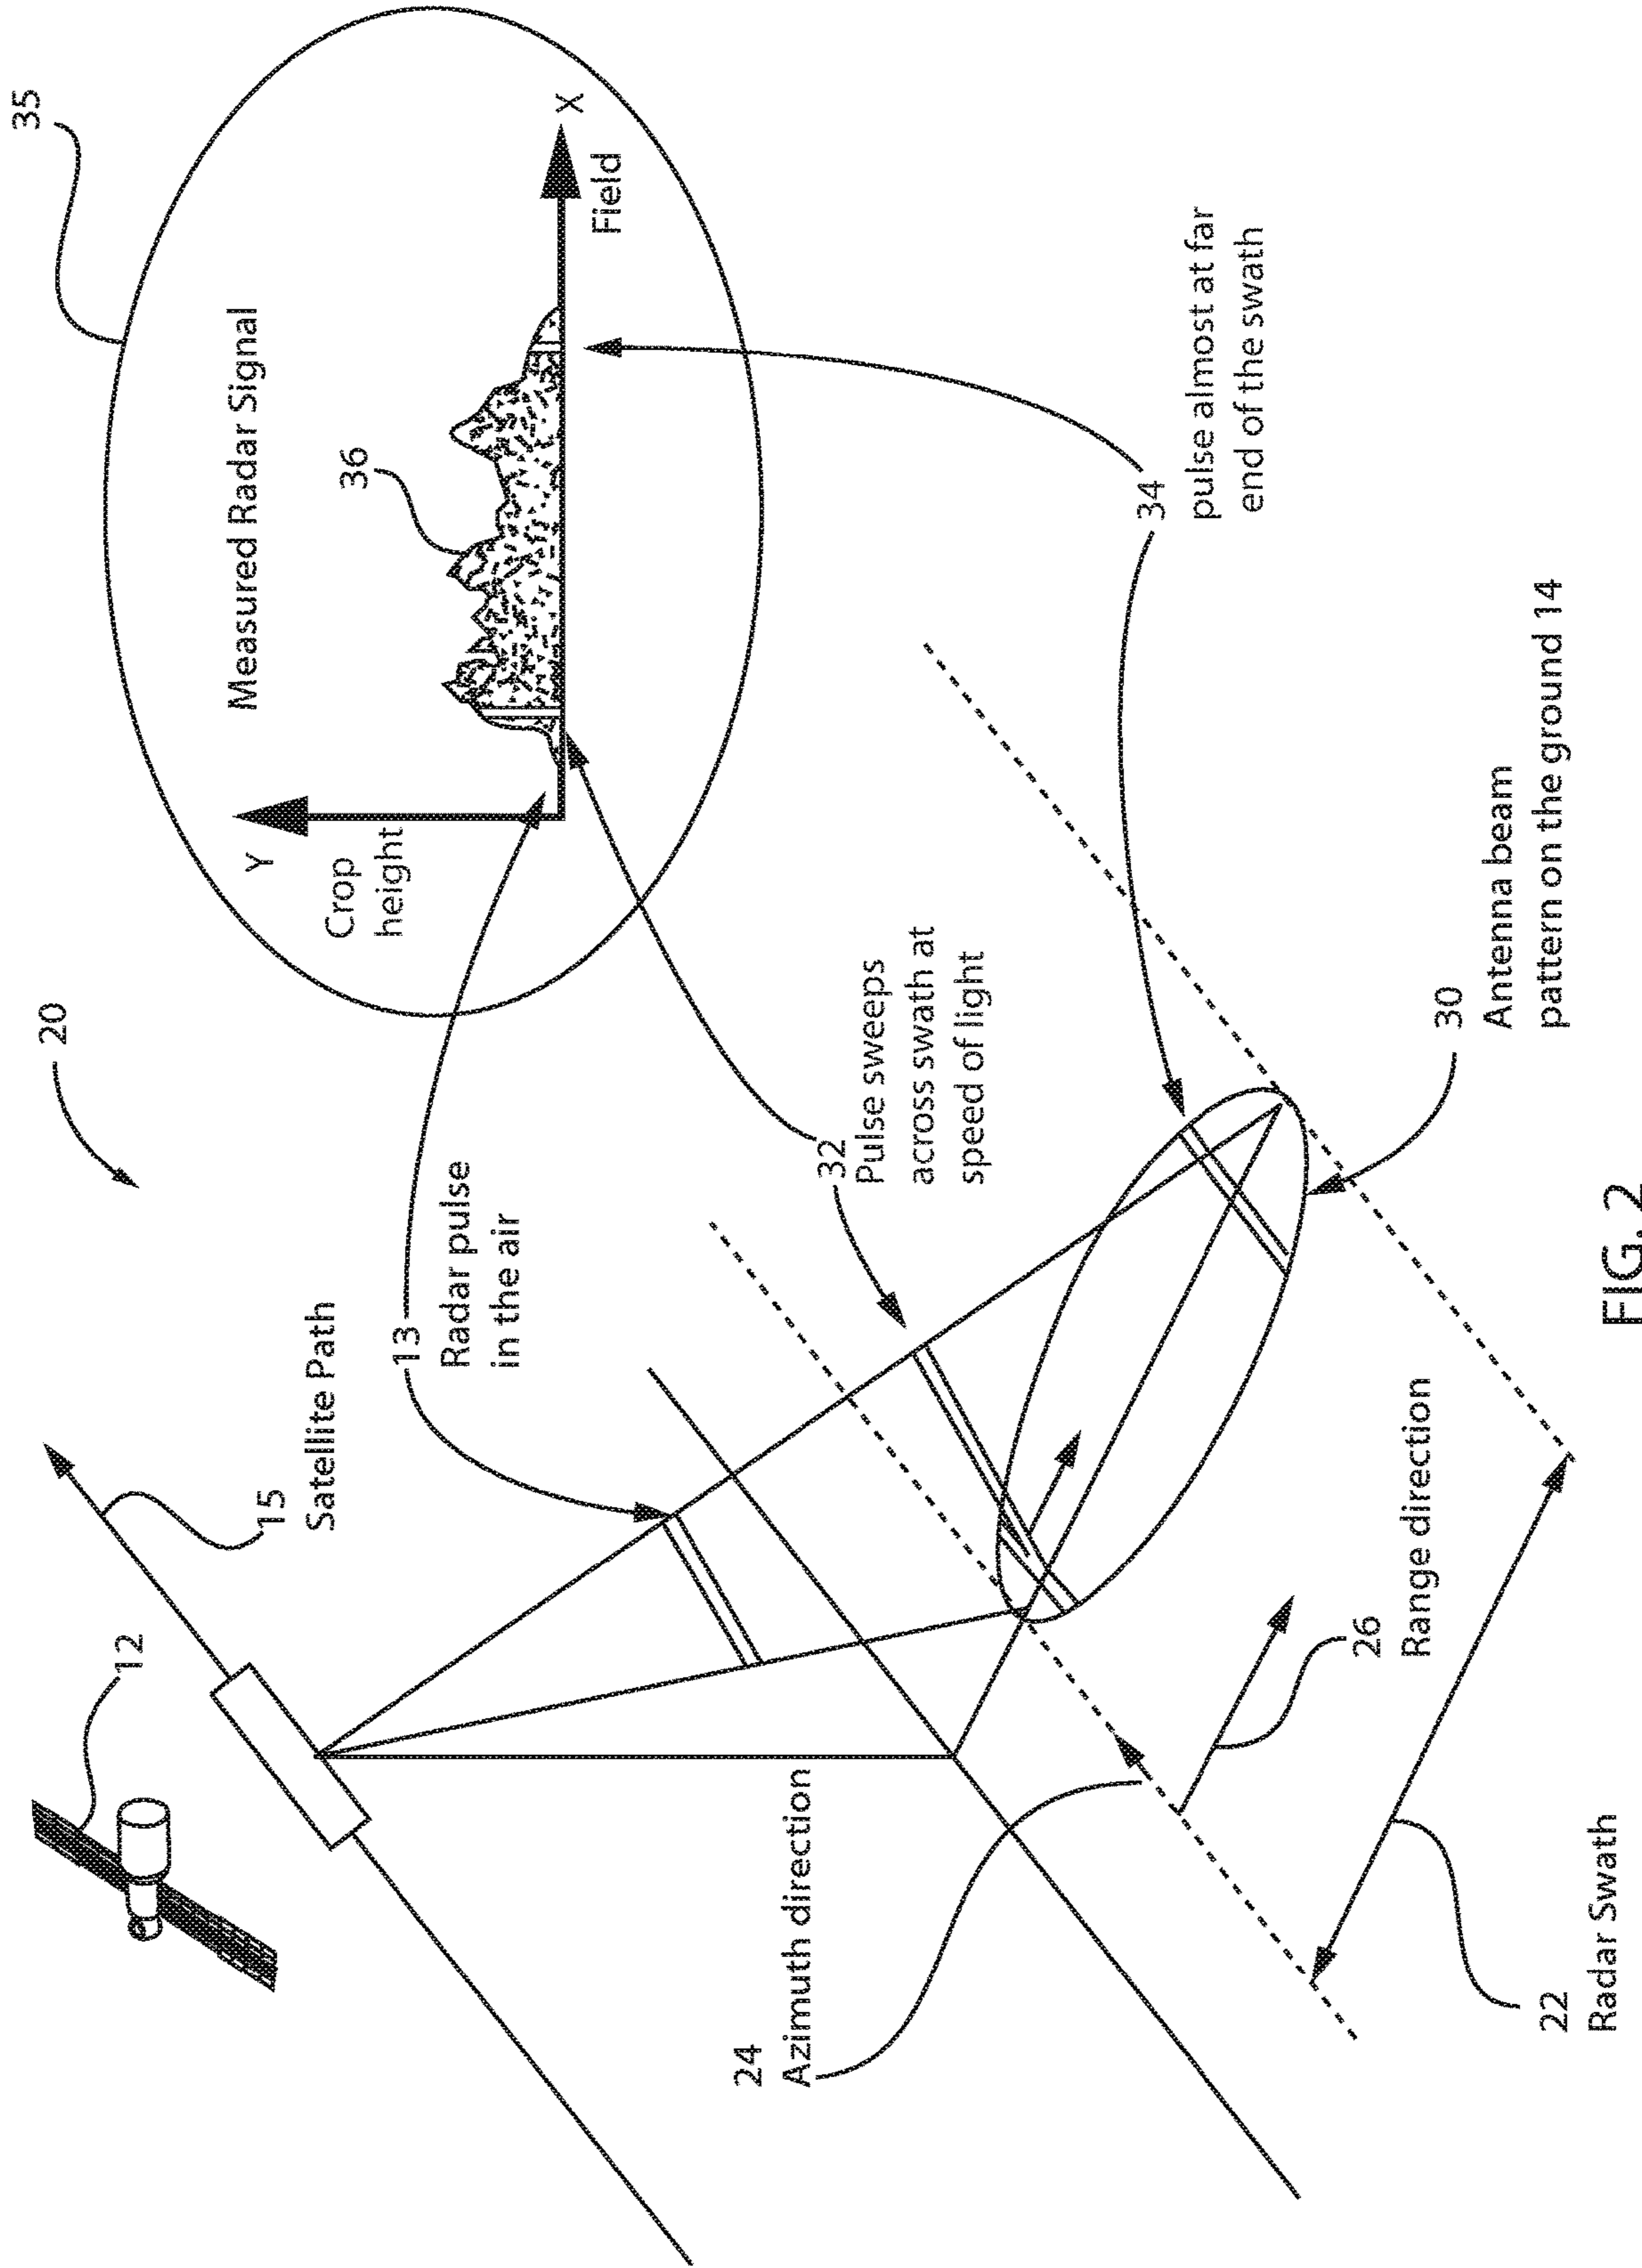 20
35
12
15
Satellite Path
13
Radar pulse
in the air
Measured Radar Signal
36
Y
Crop
height
X
Field
32
Pulse sweeps
across swath at
speed of light
34
pulse almost at far
end of the swath
24
Azimuth direction
26
Range direction
30
Antenna beam
pattern on the ground 14
22
Radar Swath
FIG. 2